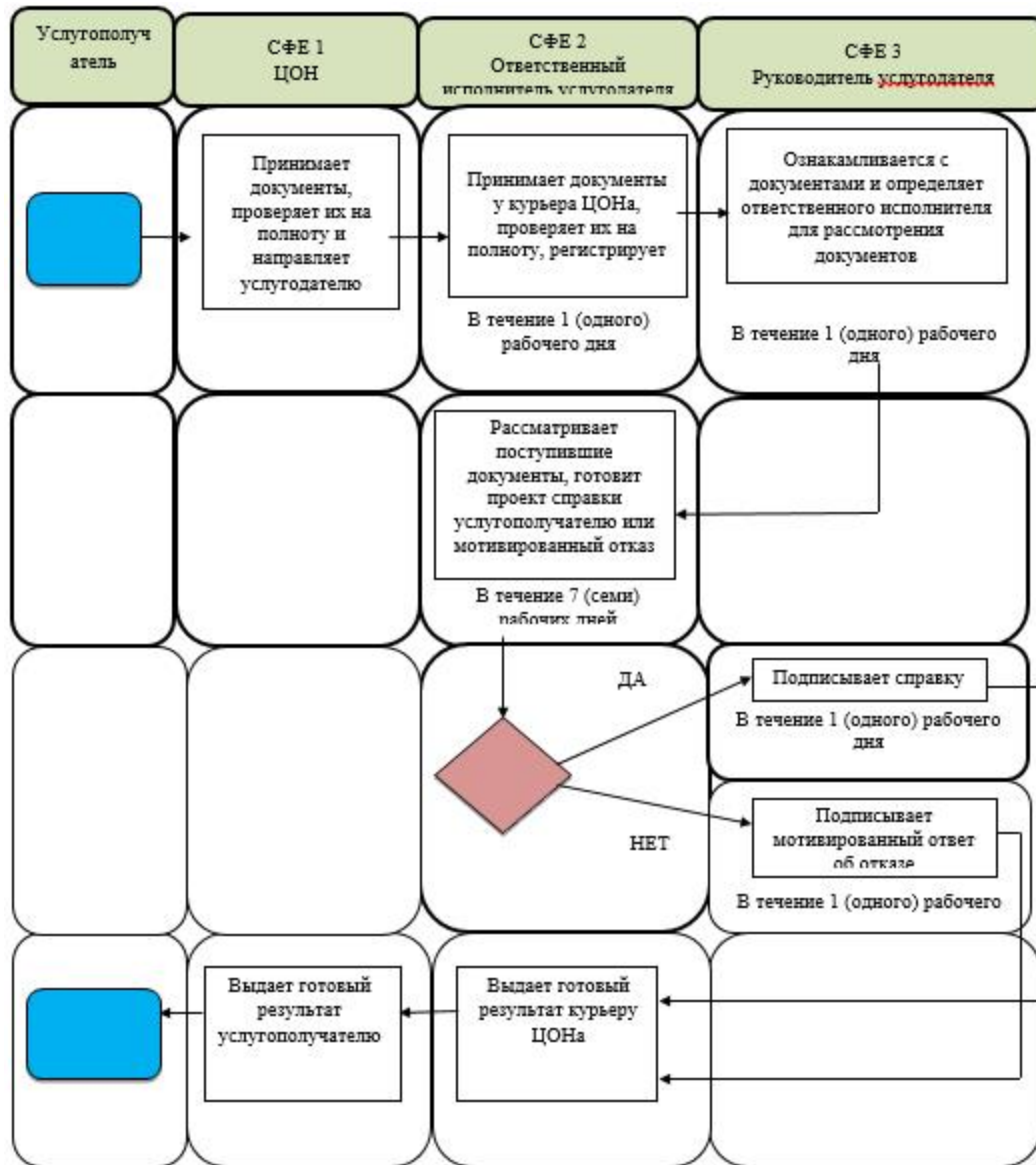 Услугополуч
атель
СФЕ 1
ЦОН
СФЕ 2
Ответственный
исполнитель услугодателя
СФЕ 3
Руководитель услугодателя
Принимает
документы,
проверяет их на
полноту и
направляет
услугодателю
Принимает документы
у курьера ЦОНа,
проверяет их на
полноту, регистрирует
В течение 1 (одного)
рабочего дня
Ознакамливается с
документами и определяет
ответственного исполнителя
для рассмотрения
документов
В течение 1 (одного) рабочего
дня
Рассматривает
поступившие
документы, готовит
проект справки
услугополучателю или
мотивированный отказ
В течение 7 (семи)
рабочих дней
ДА
Подписывает справку
В течение 1 (одного) рабочего
дня
НЕТ
Подписывает
мотивированный ответ
об отказе
В течение 1 (одного) рабочего
Выдает готовый
результат
услугополучателю
Выдает готовый
результат курьеру
ЦОНа